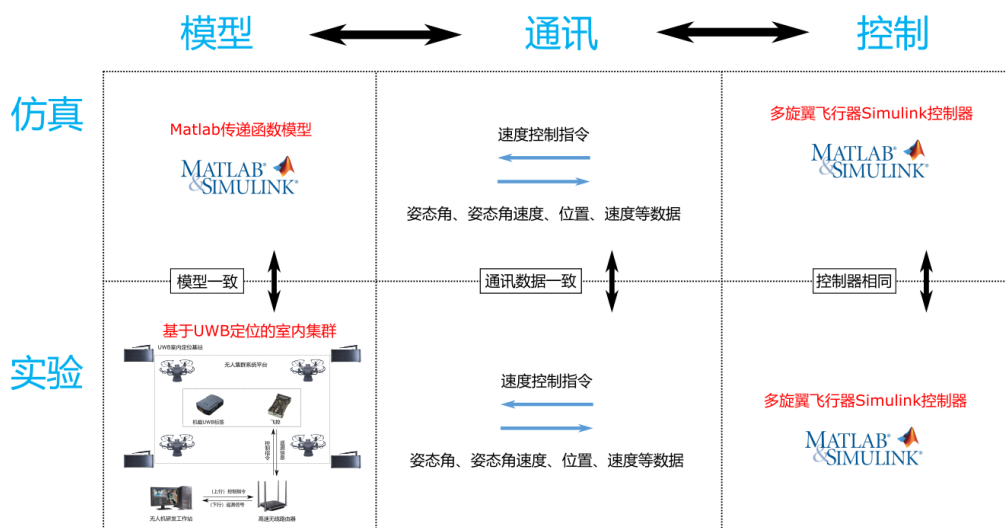 模型
通讯
控制
仿真
Matlab传递函数模型
MATLAB®
&SIMULINK®
速度控制指令
姿态角、姿态角速度、位置、速度等数据
多旋翼飞行器Simulink控制器
MATLAB®
&SIMULINK®
模型一致
通讯数据一致
控制器相同
实验
基于UWB定位的室内集群
UWB室内定位基站
无人集群系统平台
机载UWB标签
飞控
控制指令
(上行)控制指令
(下行)遥测信号
无人机研发工作站
高速无线路由器
速度控制指令
姿态角、姿态角速度、位置、速度等数据
多旋翼飞行器Simulink控制器
MATLAB®
&SIMULINK®